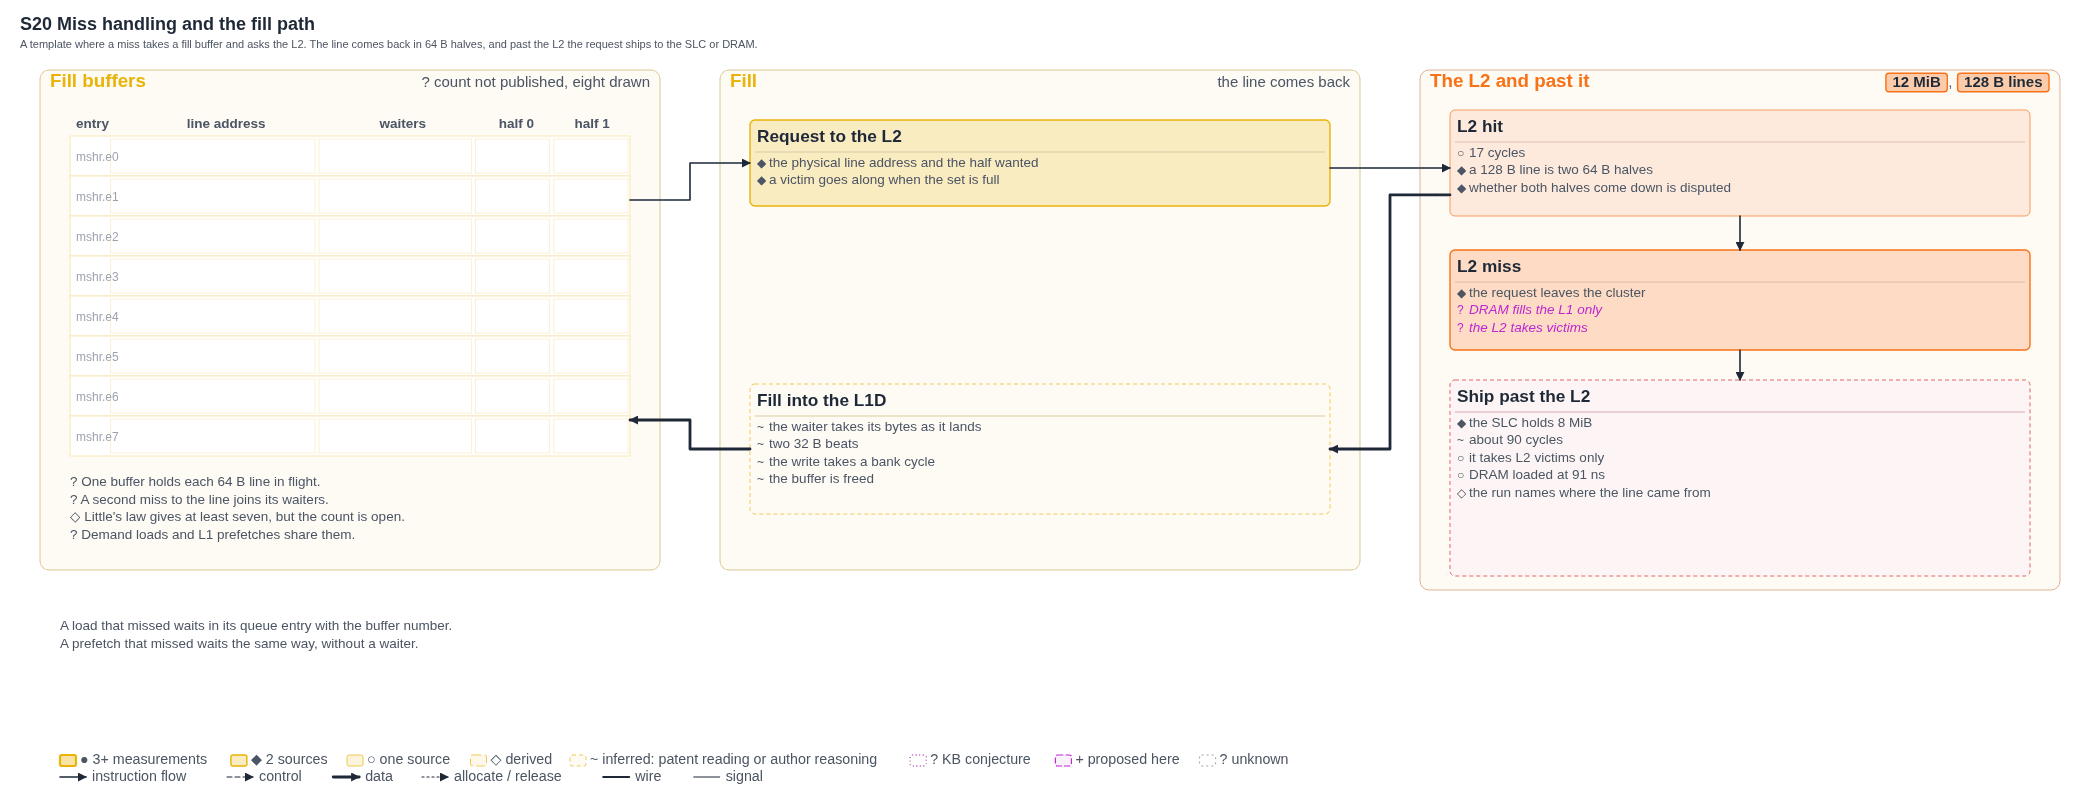 S20 Miss handling and the fill path
A template where a miss takes a fill buffer and asks the L2. The line comes back in 64 B halves, and past the L2 the request ships to the SLC or DRAM.
Fill buffers
? count not published, eight drawn
entry line address waiters half 0 half 1
mshr.e0
mshr.e1
mshr.e2
mshr.e3
mshr.e4
mshr.e5
mshr.e6
mshr.e7
? One buffer holds each 64 B line in flight.
? A second miss to the line joins its waiters.
◇ Little's law gives at least seven, but the count is open.
? Demand loads and L1 prefetches share them.
Fill
the line comes back
Request to the L2
◆ the physical line address and the half wanted
◆ a victim goes along when the set is full
Fill into the L1D
~ the waiter takes its bytes as it lands
~ two 32 B beats
~ the write takes a bank cycle
~ the buffer is freed
The L2 and past it
12 MiB, 128 B lines
L2 hit
○ 17 cycles
◆ a 128 B line is two 64 B halves
◆ whether both halves come down is disputed
L2 miss
◆ the request leaves the cluster
? DRAM fills the L1 only
? the L2 takes victims
Ship past the L2
◆ the SLC holds 8 MiB
~ about 90 cycles
○ it takes L2 victims only
○ DRAM loaded at 91 ns
◇ the run names where the line came from
A load that missed waits in its queue entry with the buffer number.
A prefetch that missed waits the same way, without a waiter.
● 3+ measurements ◆ 2 sources ○ one source ◇ derived ~ inferred: patent reading or author reasoning ? KB conjecture + proposed here ? unknown
instruction flow control data allocate / release wire signal